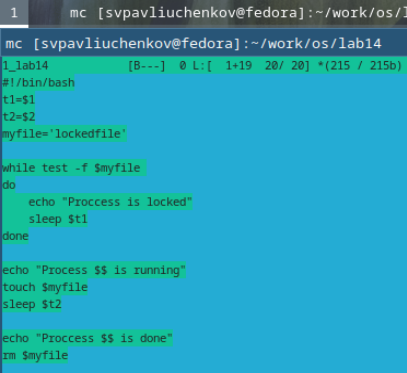 1 mc [svpavliuchenkov@fedora]:~/work/os/l
mc [svpavliuchenkov@fedora]:~/work/os/lab14
1_lab14 [B---] 0 L:[ 1+19 20/ 20] *(215 / 215b)
#!/bin/bash
t1=$1
t2=$2
myfile='lockedfile'
while test -f $myfile
do
echo "Proccess is locked"
sleep $t1
done
echo "Process $$ is running"
touch $myfile
sleep $t2
echo "Proccess $$ is done"
rm $myfile